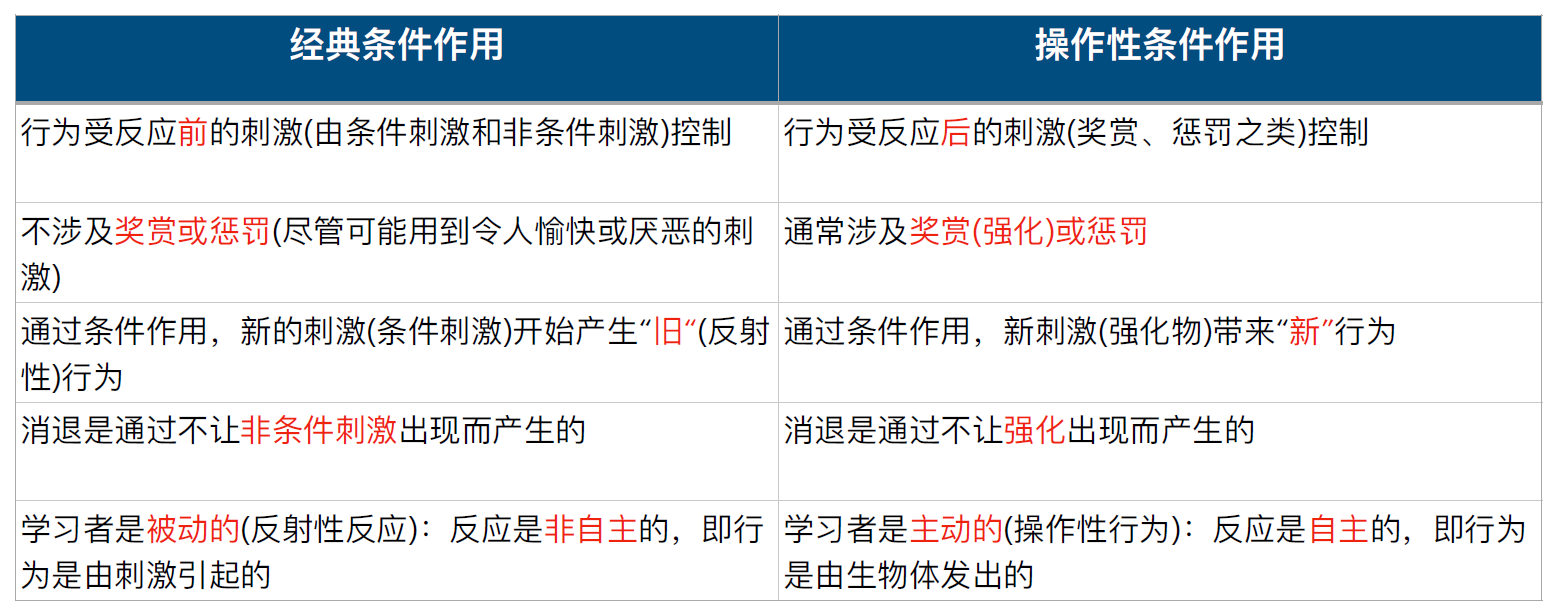 经典条件作用
操作性条件作用
行为受反应前的刺激(由条件刺激和非条件刺激)控制
行为受反应后的刺激(奖赏、惩罚之类)控制
不涉及奖赏或惩罚(尽管可能用到令人愉快或厌恶的刺
激)
通常涉及奖赏(强化)或惩罚
通过条件作用，新的刺激(条件刺激)开始产生“旧“(反射
性)行为
通过条件作用，新刺激(强化物)带来“新”行为
消退是通过不让非条件刺激出现而产生的
消退是通过不让强化出现而产生的
学习者是被动的(反射性反应)：反应是非自主的，即行
为是由刺激引起的
学习者是主动的(操作性行为)：反应是自主的，即行为
是由生物体发出的